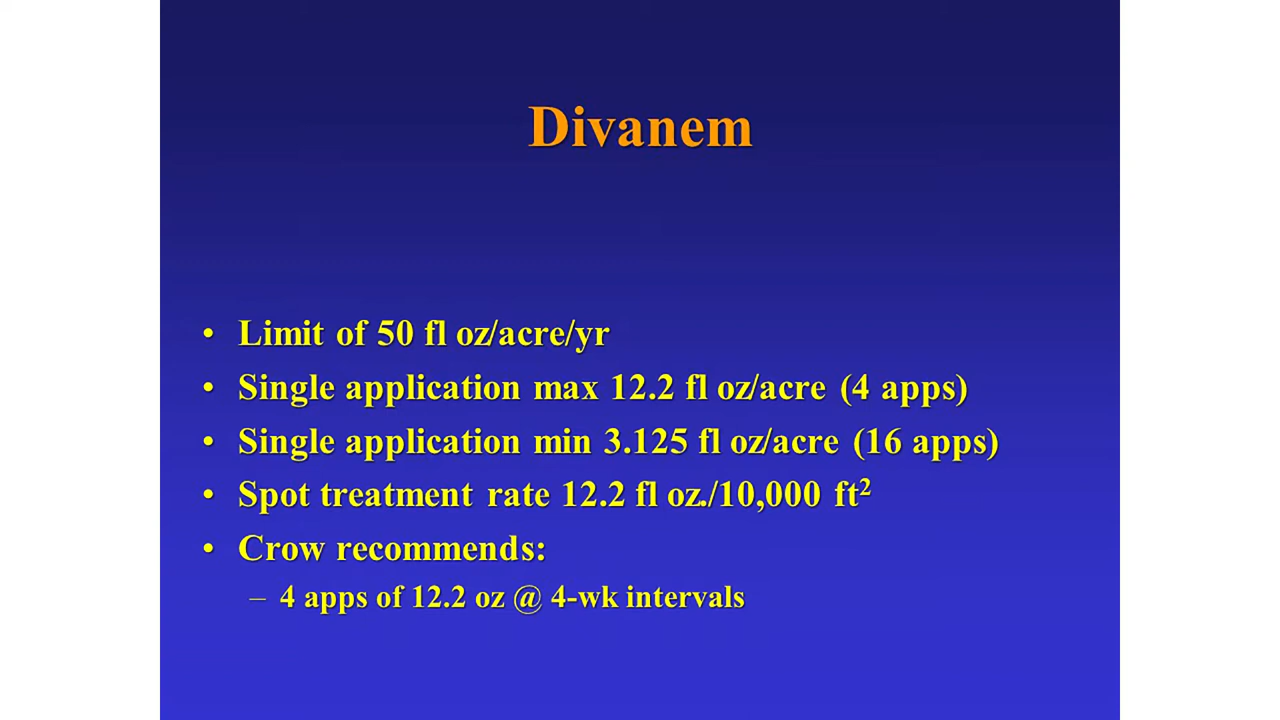 Divanem
• Limit of 50 fl oz/acre/yr
• Single application max 12.2 fl oz/acre (4 apps)
• Single application min 3.125 fl oz/acre (16 apps)
• Spot treatment rate 12.2 fl oz./10,000 ft²
• Crow recommends:
– 4 apps of 12.2 oz @ 4-wk intervals